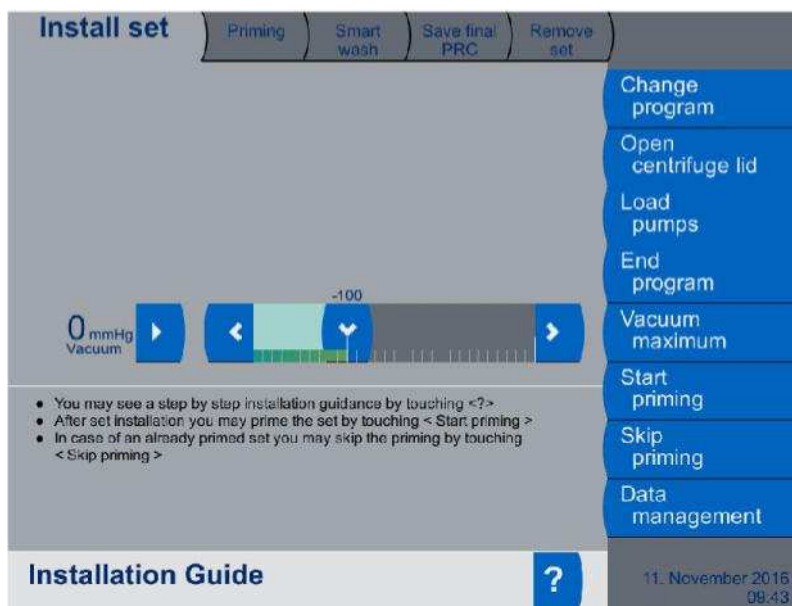 Install set
Priming
Smart
wash
Save final
PRC
Remove
set
Change
program
Open
centrifuge lid
Load
pumps
End
program
-100
0 mmHg
Vacuum
Vacuum
maximum
Start
priming
• You may see a step by step installation guidance by touching <?>
• After set installation you may prime the set by touching < Start priming >
• In case of an already primed set you may skip the priming by touching
< Skip priming >
Skip
priming
Data
management
Installation Guide
?
11. November 2016
09:43